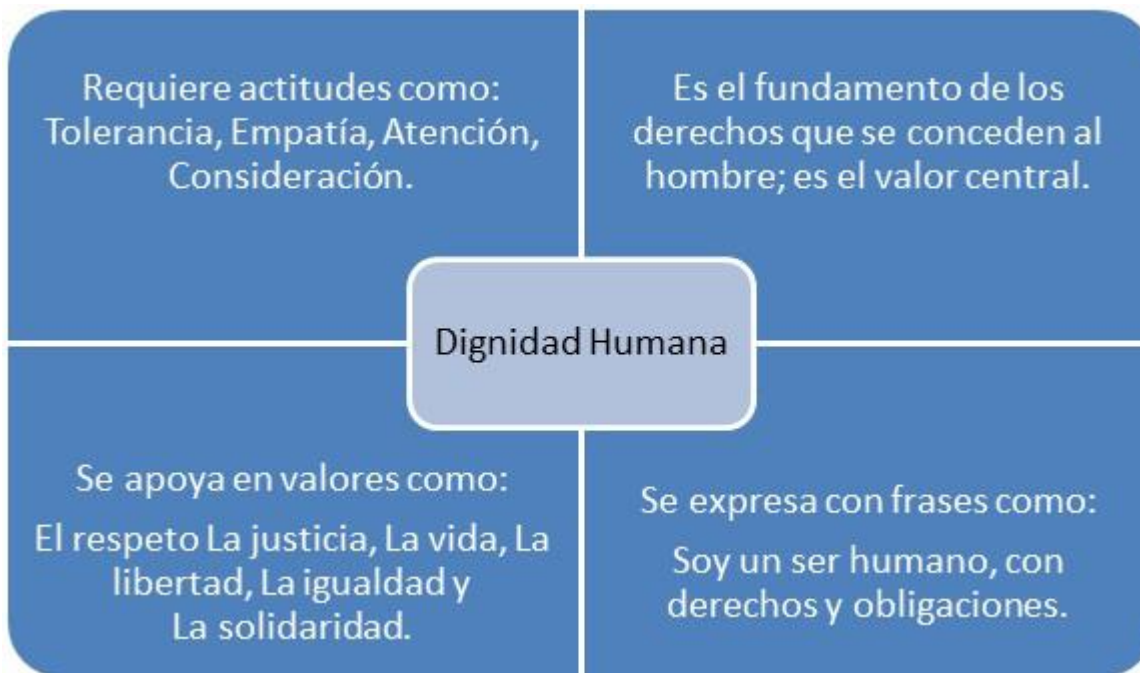 Requiere actitudes como:
Tolerancia, Empatía, Atención,
Consideración.
Es el fundamento de los
derechos que se conceden al
hombre; es el valor central.
Dignidad Humana
Se apoya en valores como:
El respeto La justicia, La vida, La
libertad, La igualdad y
La solidaridad.
Se expresa con frases como:
Soy un ser humano, con
derechos y obligaciones.